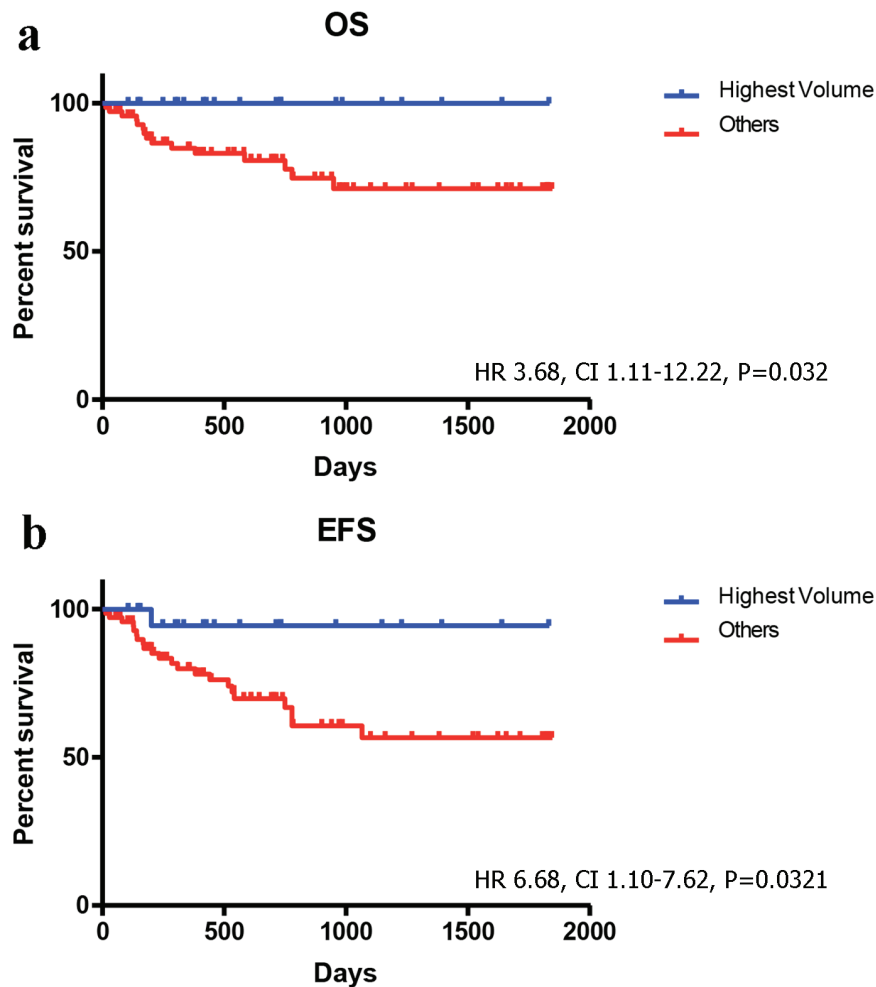 a
OS
Highest Volume
Others
Percent survival
100
50
0
HR 3.68, CI 1.11-12.22, P=0.032
0 500 1000 1500 2000
Days
b
EFS
Highest Volume
Others
Percent survival
100
50
0
HR 6.68, CI 1.10-7.62, P=0.0321
0 500 1000 1500 2000
Days